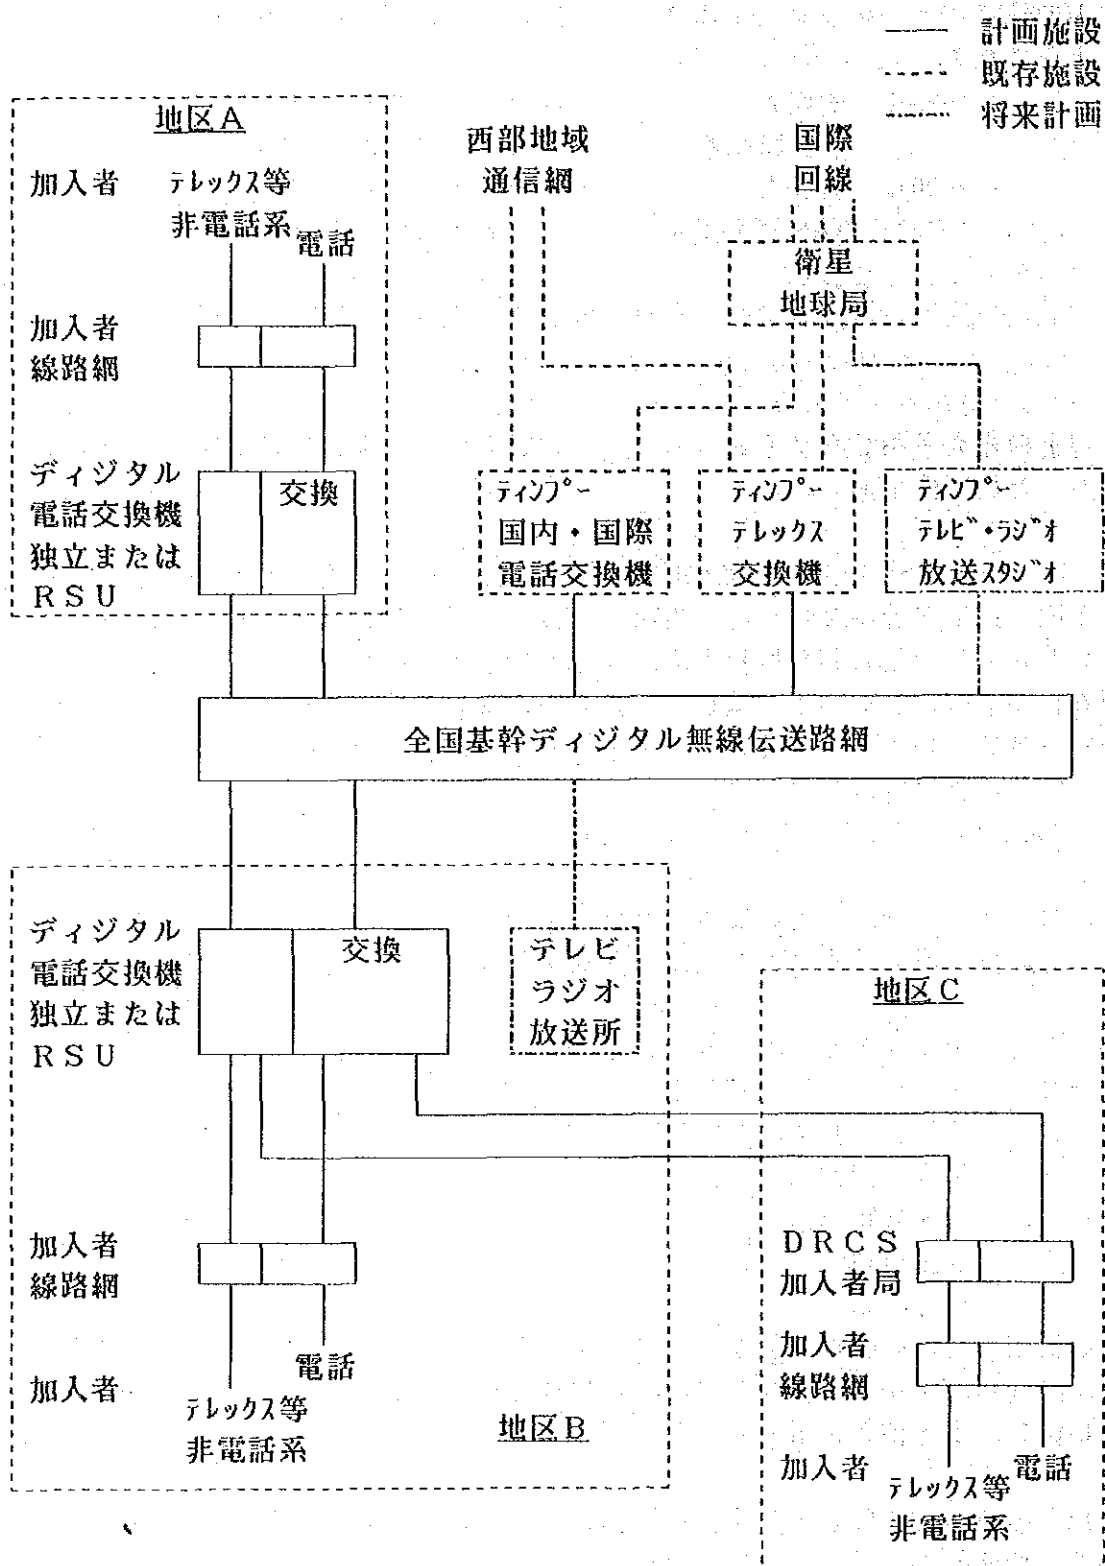 計画施設
既存施設
将来計画
地区A
加入者
テレックス等
非電話系
電話
加入者
線路網
ディジタル
電話交換機
独立または
RSU
交換
西部地域
通信網
国際
回線
衛星
地球局
ティンプー
国内・国際
電話交換機
ティンプー
テレックス
交換機
ティンプー
テレビ・ラジオ
放送スタジオ
全国基幹ディジタル無線伝送路網
ディジタル
電話交換機
独立または
RSU
交換
テレビ
ラジオ
放送所
加入者
線路網
加入者
電話
テレックス等
非電話系
地区B
地区C
DRCS
加入者局
加入者
線路網
加入者
電話
テレックス等
非電話系